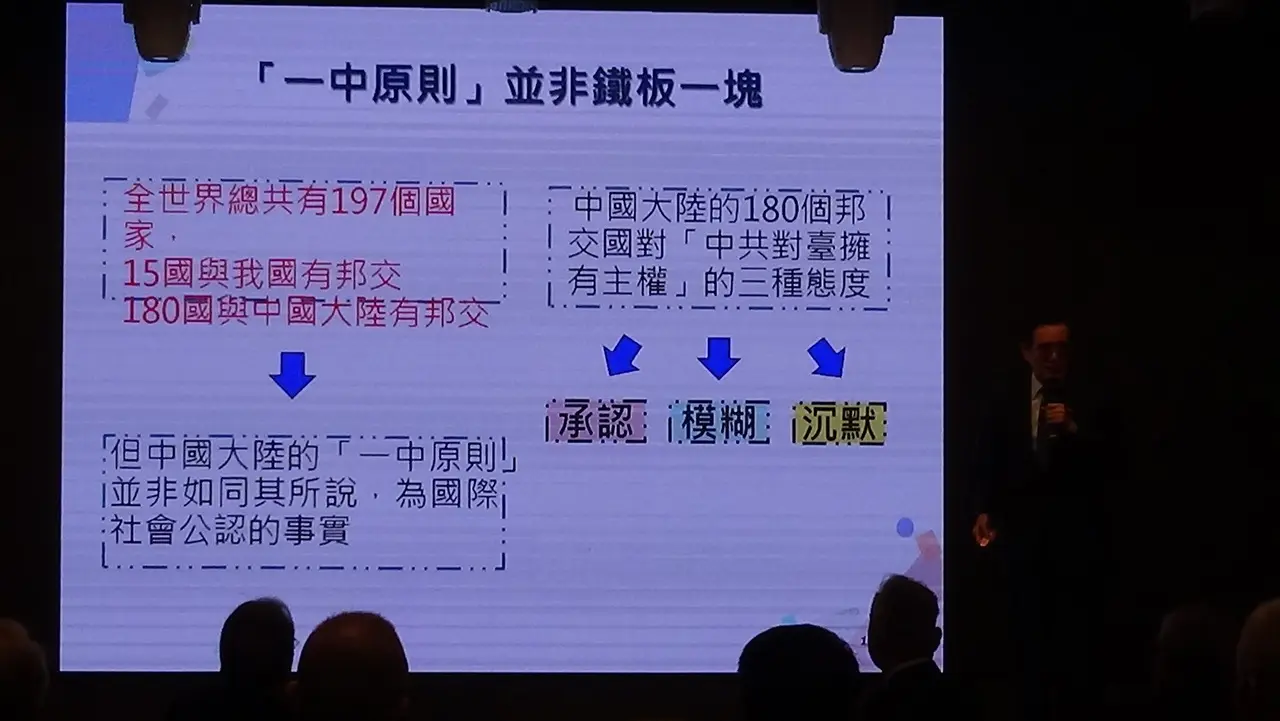 「一中原則」並非鐵板一塊
全世界總共有197個國
家，
15國與我國有邦交
180國與中國大陸有邦交
但中國大陸的「一中原則」
並非如同其所說，為國際
社會公認的事實
中國大陸的180個邦
交國對「中共對臺擁
有主權」的三種態度
承認 模糊 沉默